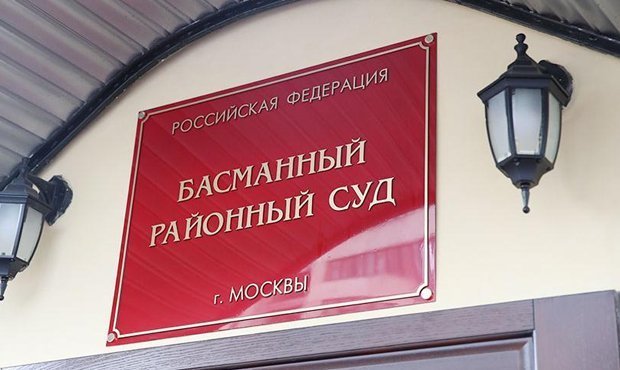 РОССИЙСКАЯ ФЕДЕРАЦИЯ
БАСМАННЫЙ
РАЙОННЫЙ СУД
г. МОСКВЫ